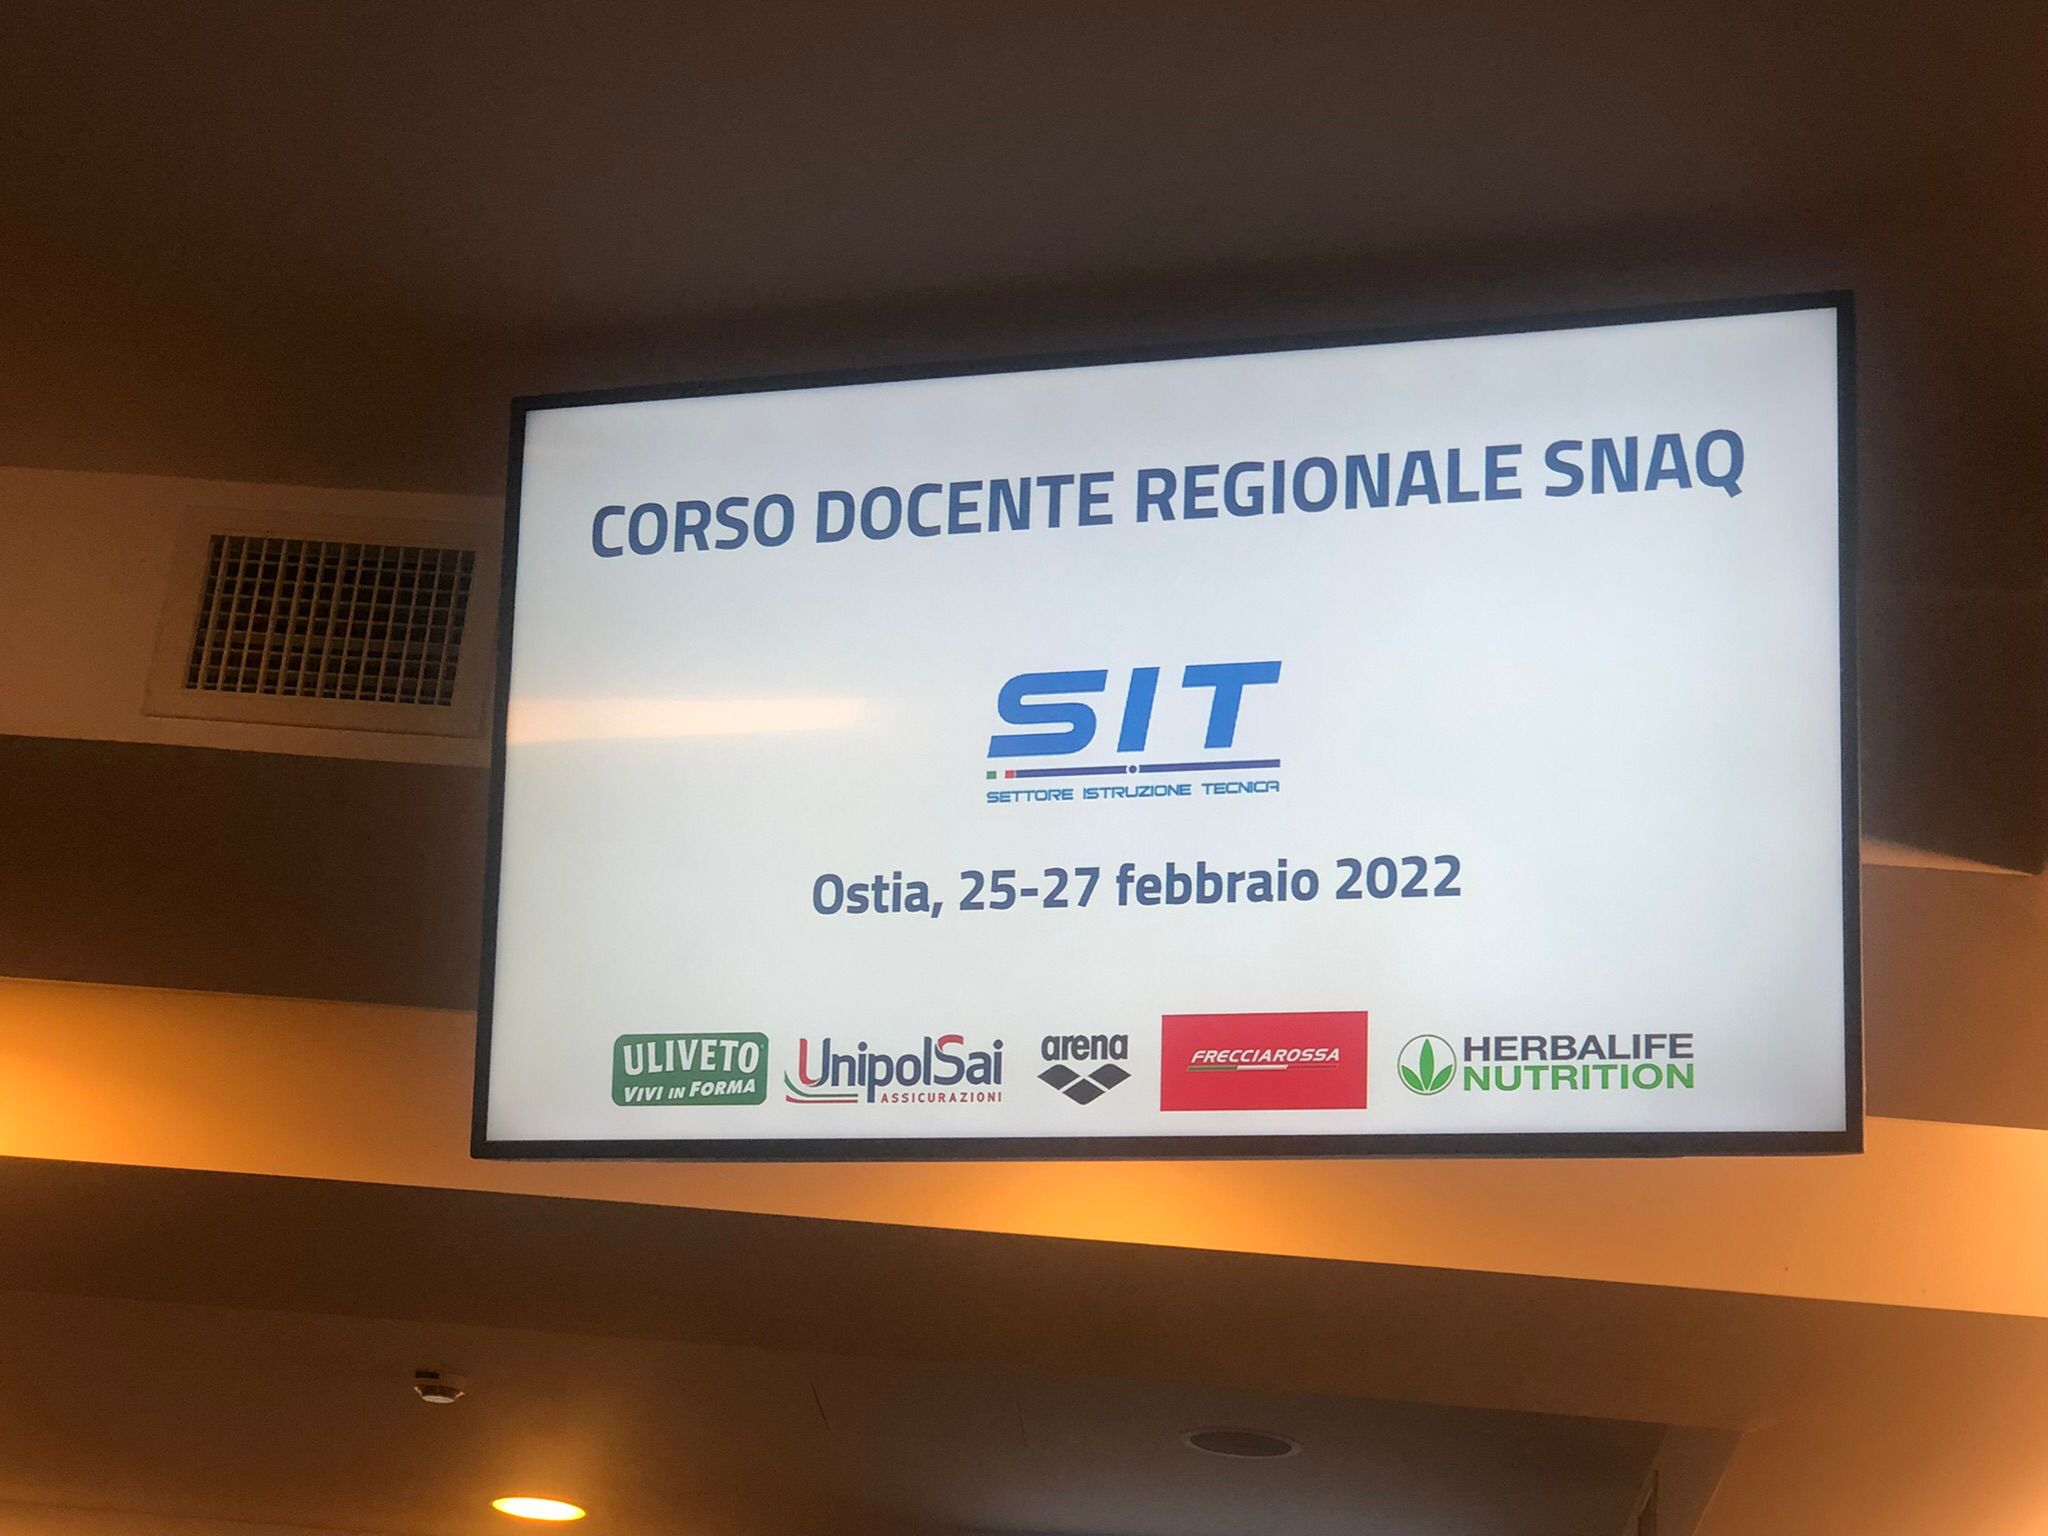 CORSO DOCENTE REGIONALE SNAQ
SIT
SETTORE ISTRUZIONE TECNICA
Ostia, 25-27 febbraio 2022
ULIVETO
VIVI IN FORMA
UnipolSai
ASSICURAZIONI
arena
FRECCIAROSSA
HERBALIFE
NUTRITION